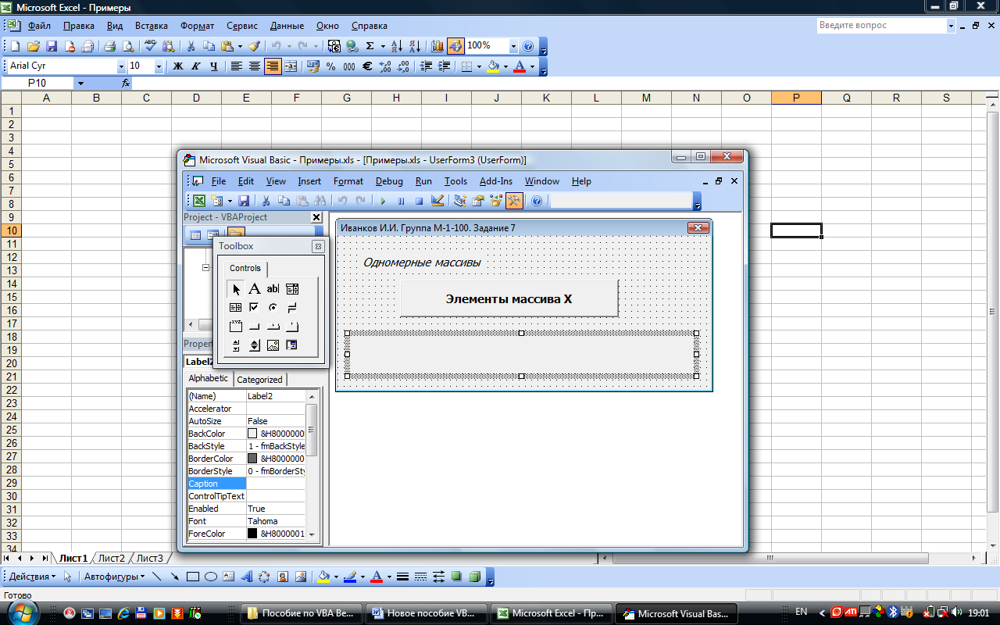 Microsoft Excel - Примеры
Файл Правка Вид Вставка Формат Сервис Данные Окно Справка Введите вопрос
100%
Arial Cyr 10 Ж К Ч % 000 €
P10 fx
A B C D E F G H I J K L M N O P Q R S
1
2
3
4
5
6
7
8
9
10
11
12
13
14
15
16
17
18
19
20
21
22
23
24
25
26
27
28
29
30
31
32
33
34
Microsoft Visual Basic - Примеры.xls - [Примеры.xls - UserForm3 (UserForm)]
File Edit View Insert Format Debug Run Tools Add-Ins Window Help
Project - VBAProject
Toolbox
Controls
A ab|
Иванков И.И. Группа М-1-100. Задание 7
Одномерные массивы
Элементы массива X
Propert
Label2
Alphabetic Categorized
(Name) Label2
Accelerator
AutoSize False
BackColor &H8000000
BackStyle 1 - fmBackStyle
BorderColor &H8000000
BorderStyle 0 - fmBorderSty
Caption
ControlTipText
Enabled True
Font Tahoma
ForeColor &H8000001
Лист1 Лист2 Лист3
Действия Автофигуры
Готово
Пособие по VBA Ве... Новое пособие VB... Microsoft Excel - Пр... Microsoft Visual Bas... EN ATI 19:01